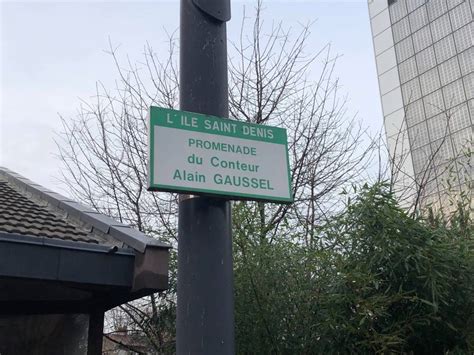 L'ILE SAINT DENIS
PROMENADE
du Conteur
Alain GAUSSEL